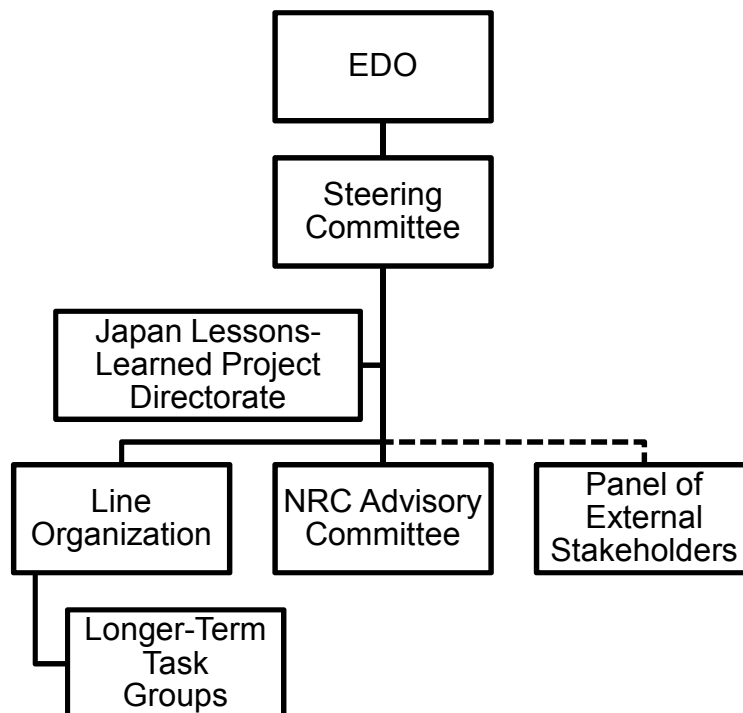 EDO
Steering
Committee
Japan Lessons-
Learned Project
Directorate
Line
Organization
NRC Advisory
Committee
Panel of
External
Stakeholders
Longer-Term
Task
Groups